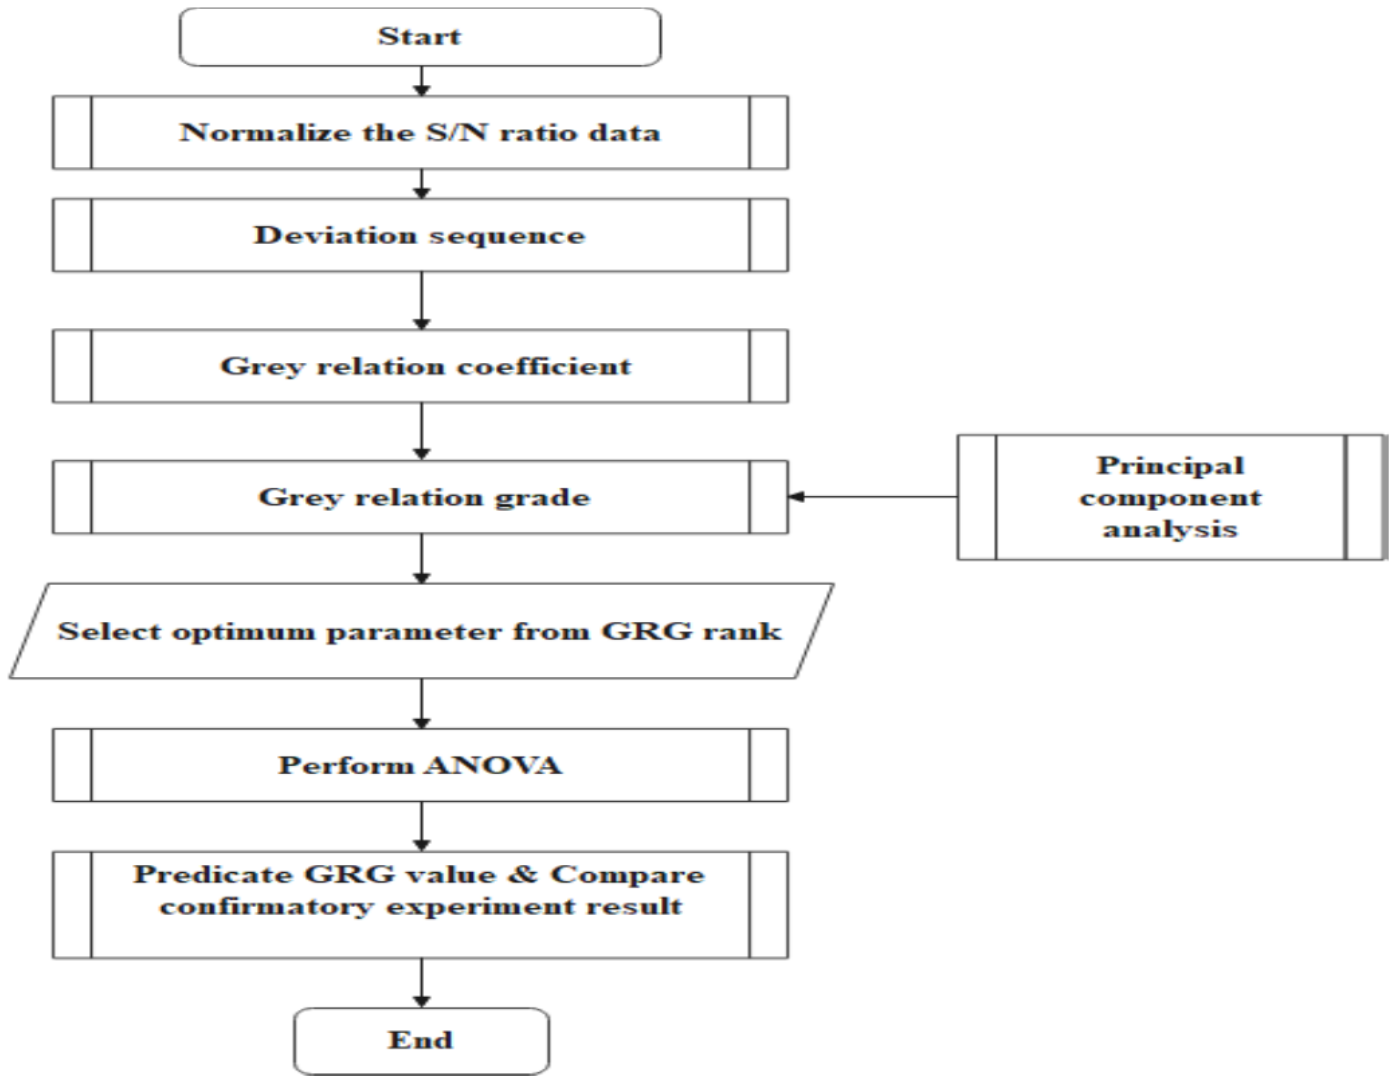 Start
Normalize the S/N ratio data
Deviation sequence
Grey relation coefficient
Grey relation grade
Principal
component
analysis
Select optimum parameter from GRG rank
Perform ANOVA
Predicate GRG value & Compare
confirmatory experiment result
End